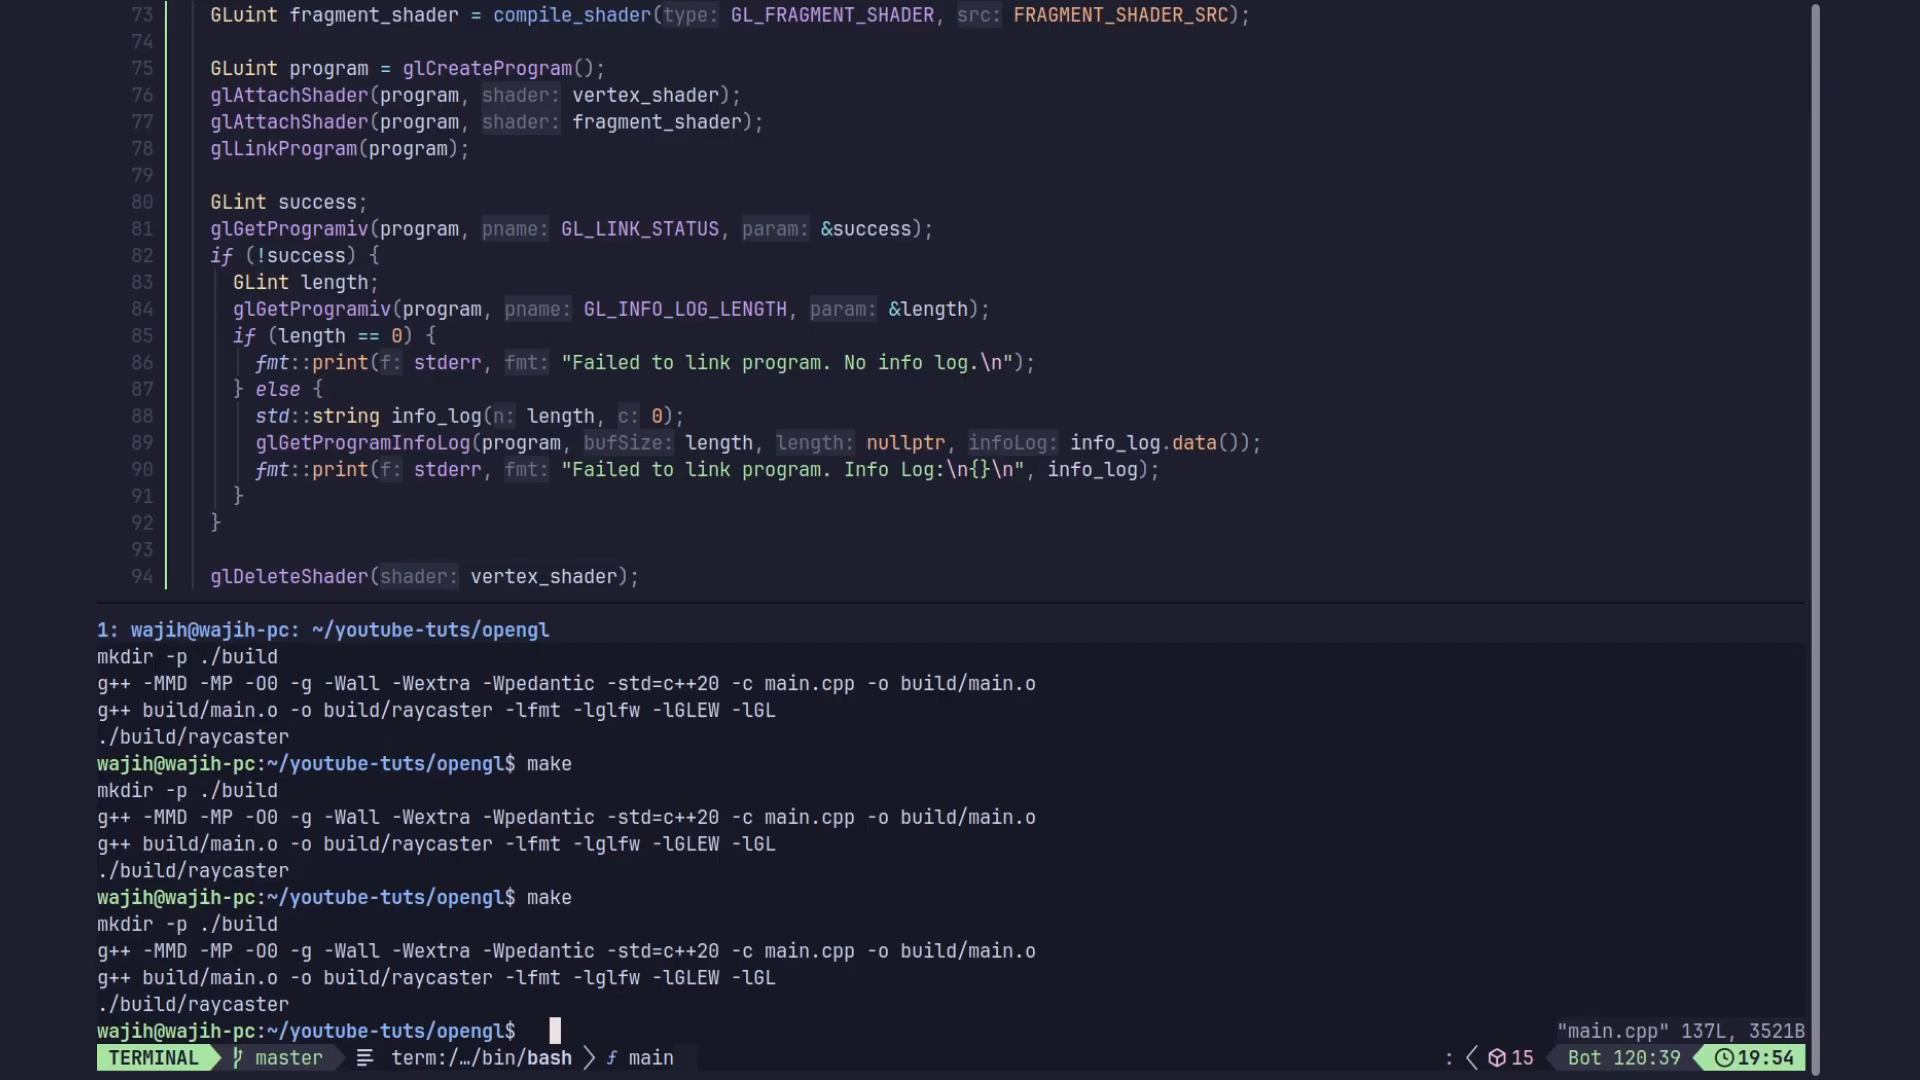 73 GLuint fragment_shader = compile_shader(type: GL_FRAGMENT_SHADER, src: FRAGMENT_SHADER_SRC);
74
75 GLuint program = glCreateProgram();
76 glAttachShader(program, shader: vertex_shader);
77 glAttachShader(program, shader: fragment_shader);
78 glLinkProgram(program);
79
80 GLint success;
81 glGetProgramiv(program, pname: GL_LINK_STATUS, param: &success);
82 if (!success) {
83 GLint length;
84 glGetProgramiv(program, pname: GL_INFO_LOG_LENGTH, param: &length);
85 if (length == 0) {
86 fmt::print(f: stderr, fmt: "Failed to link program. No info log.\n");
87 } else {
88 std::string info_log(n: length, c: 0);
89 glGetProgramInfoLog(program, bufSize: length, length: nullptr, infoLog: info_log.data());
90 fmt::print(f: stderr, fmt: "Failed to link program. Info Log:\n{}\n", info_log);
91 }
92 }
93
94 glDeleteShader(shader: vertex_shader);
1: wajih@wajih-pc: ~/youtube-tuts/opengl
mkdir -p ./build
g++ -MMD -MP -O0 -g -Wall -Wextra -Wpedantic -std=c++20 -c main.cpp -o build/main.o
g++ build/main.o -o build/raycaster -lfmt -lglfw -lGLEW -lGL
./build/raycaster
wajih@wajih-pc:~/youtube-tuts/opengl$ make
mkdir -p ./build
g++ -MMD -MP -O0 -g -Wall -Wextra -Wpedantic -std=c++20 -c main.cpp -o build/main.o
g++ build/main.o -o build/raycaster -lfmt -lglfw -lGLEW -lGL
./build/raycaster
wajih@wajih-pc:~/youtube-tuts/opengl$ make
mkdir -p ./build
g++ -MMD -MP -O0 -g -Wall -Wextra -Wpedantic -std=c++20 -c main.cpp -o build/main.o
g++ build/main.o -o build/raycaster -lfmt -lglfw -lGLEW -lGL
./build/raycaster
wajih@wajih-pc:~/youtube-tuts/opengl$ "main.cpp" 137L, 3521B
TERMINAL master term:/…/bin/bash main : 15 Bot 120:39 19:54